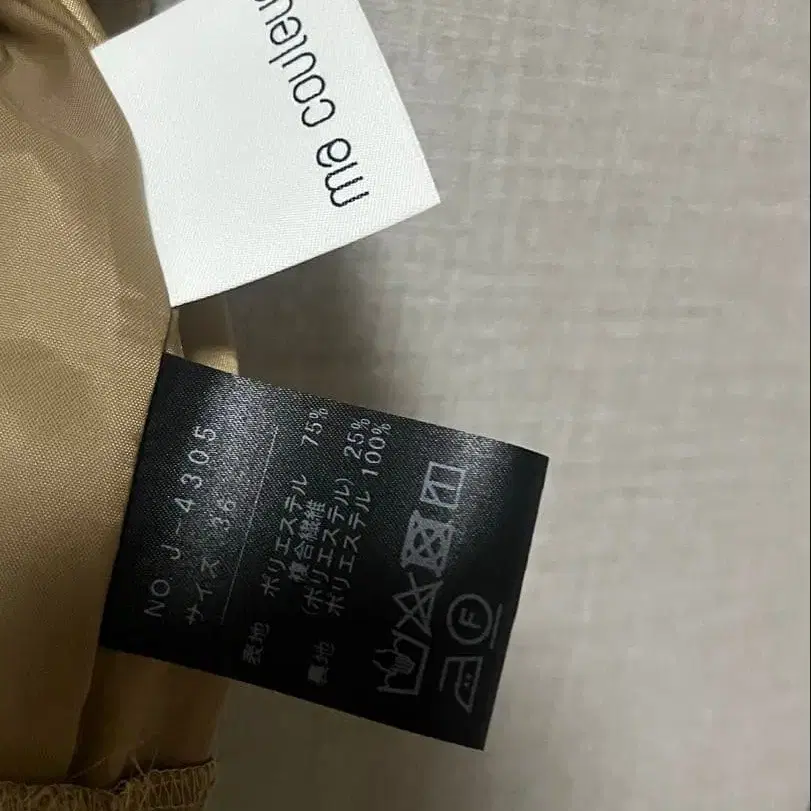 ma couleu
NO. J-4305
サイズ 36
表地 ポリエステル 75%
複合繊維
(ポリエステル) 25%
裏地 ポリエステル 100%
F